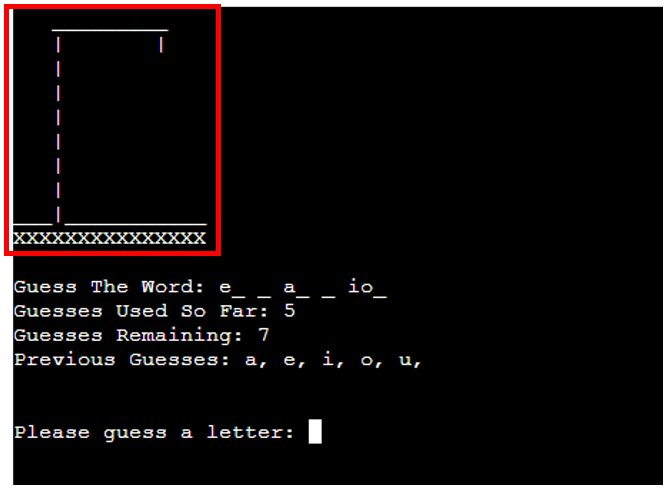 XXXXXXXXXXXXXXX
Guess The Word: e_ _ a_ _ io_
Guesses Used So Far: 5
Guesses Remaining: 7
Previous Guesses: a, e, i, o, u,
Please guess a letter: